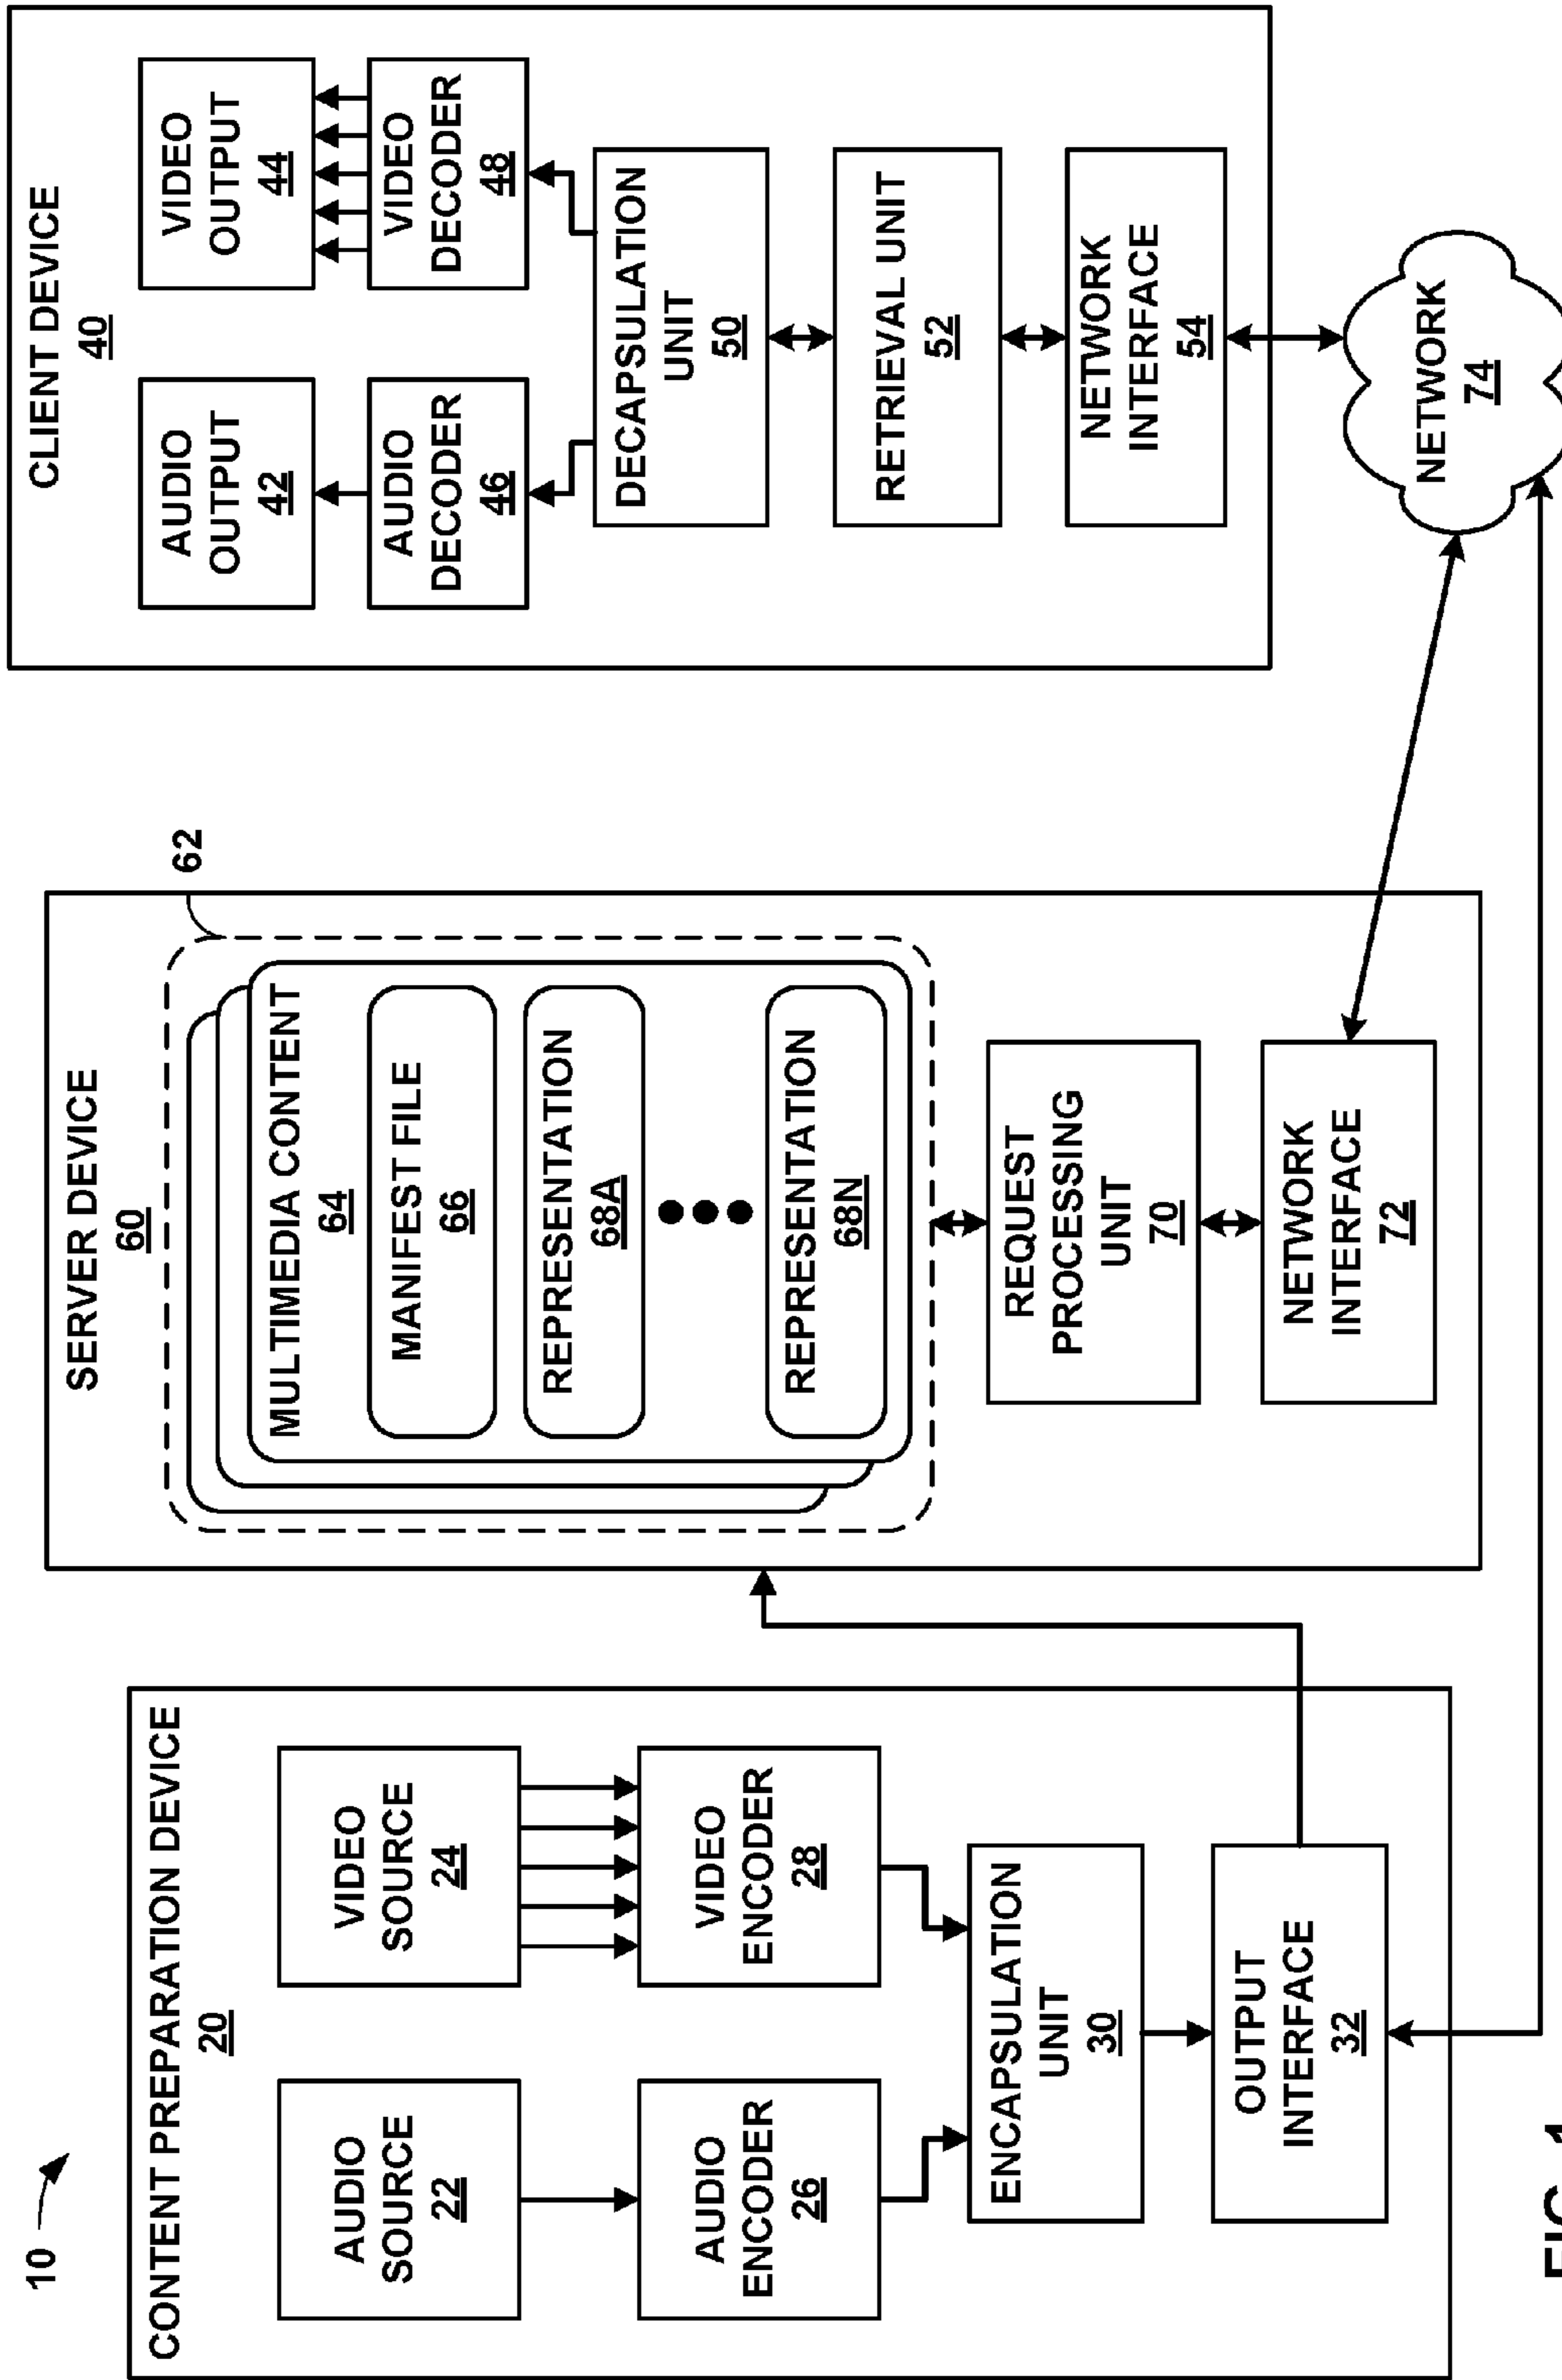 10
CONTENT PREPARATION DEVICE
20
AUDIO
SOURCE
22
VIDEO
SOURCE
24
AUDIO
ENCODER
26
VIDEO
ENCODER
28
ENCAPSULATION
UNIT
30
OUTPUT
INTERFACE
32
SERVER DEVICE
60
62
MULTIMEDIA CONTENT
64
MANIFEST FILE
66
REPRESENTATION
68A
REPRESENTATION
68N
REQUEST
PROCESSING
UNIT
70
NETWORK
INTERFACE
72
CLIENT DEVICE
40
AUDIO
OUTPUT
42
VIDEO
OUTPUT
44
AUDIO
DECODER
46
VIDEO
DECODER
48
DECAPSULATION
UNIT
50
RETRIEVAL UNIT
52
NETWORK
INTERFACE
54
NETWORK
74
FIG. 1